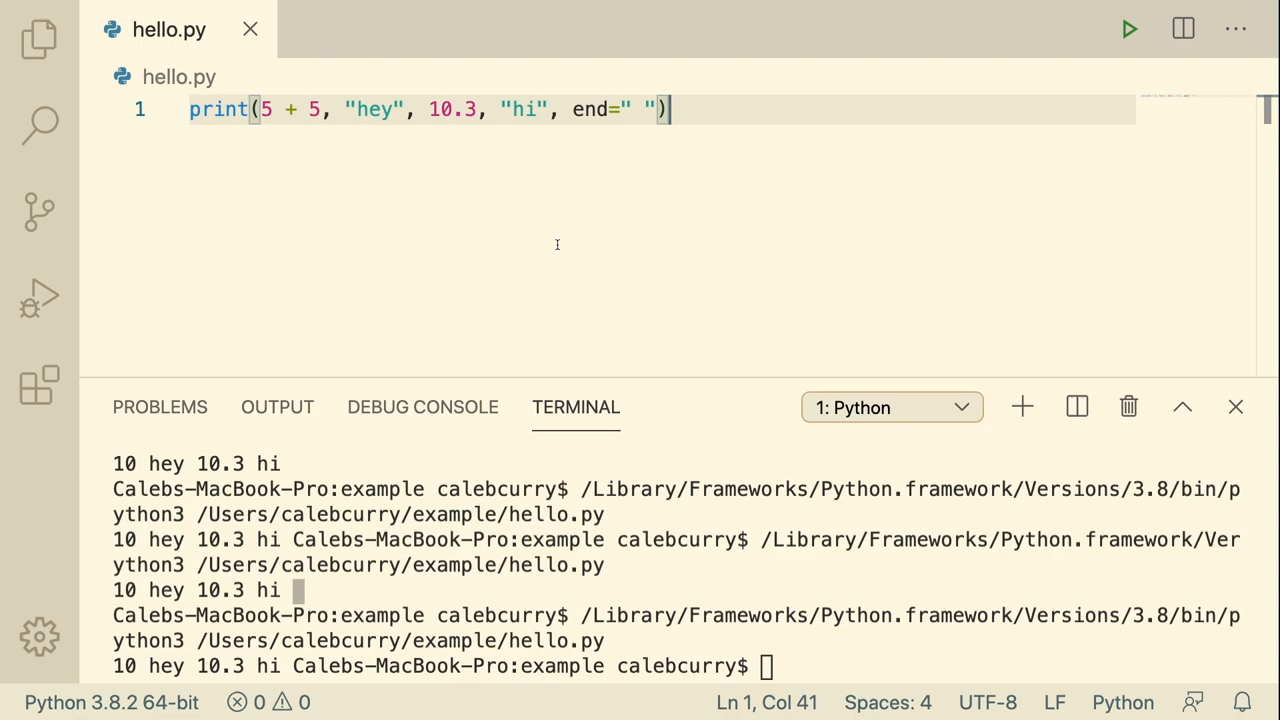 hello.py
hello.py
1 print(5 + 5, "hey", 10.3, "hi", end=" ")
PROBLEMS OUTPUT DEBUG CONSOLE TERMINAL 1: Python
10 hey 10.3 hi
Calebs-MacBook-Pro:example calebcurry$ /Library/Frameworks/Python.framework/Versions/3.8/bin/p
ython3 /Users/calebcurry/example/hello.py
10 hey 10.3 hi Calebs-MacBook-Pro:example calebcurry$ /Library/Frameworks/Python.framework/Ver
ython3 /Users/calebcurry/example/hello.py
10 hey 10.3 hi
Calebs-MacBook-Pro:example calebcurry$ /Library/Frameworks/Python.framework/Versions/3.8/bin/p
ython3 /Users/calebcurry/example/hello.py
10 hey 10.3 hi Calebs-MacBook-Pro:example calebcurry$
Python 3.8.2 64-bit 0 0 Ln 1, Col 41 Spaces: 4 UTF-8 LF Python